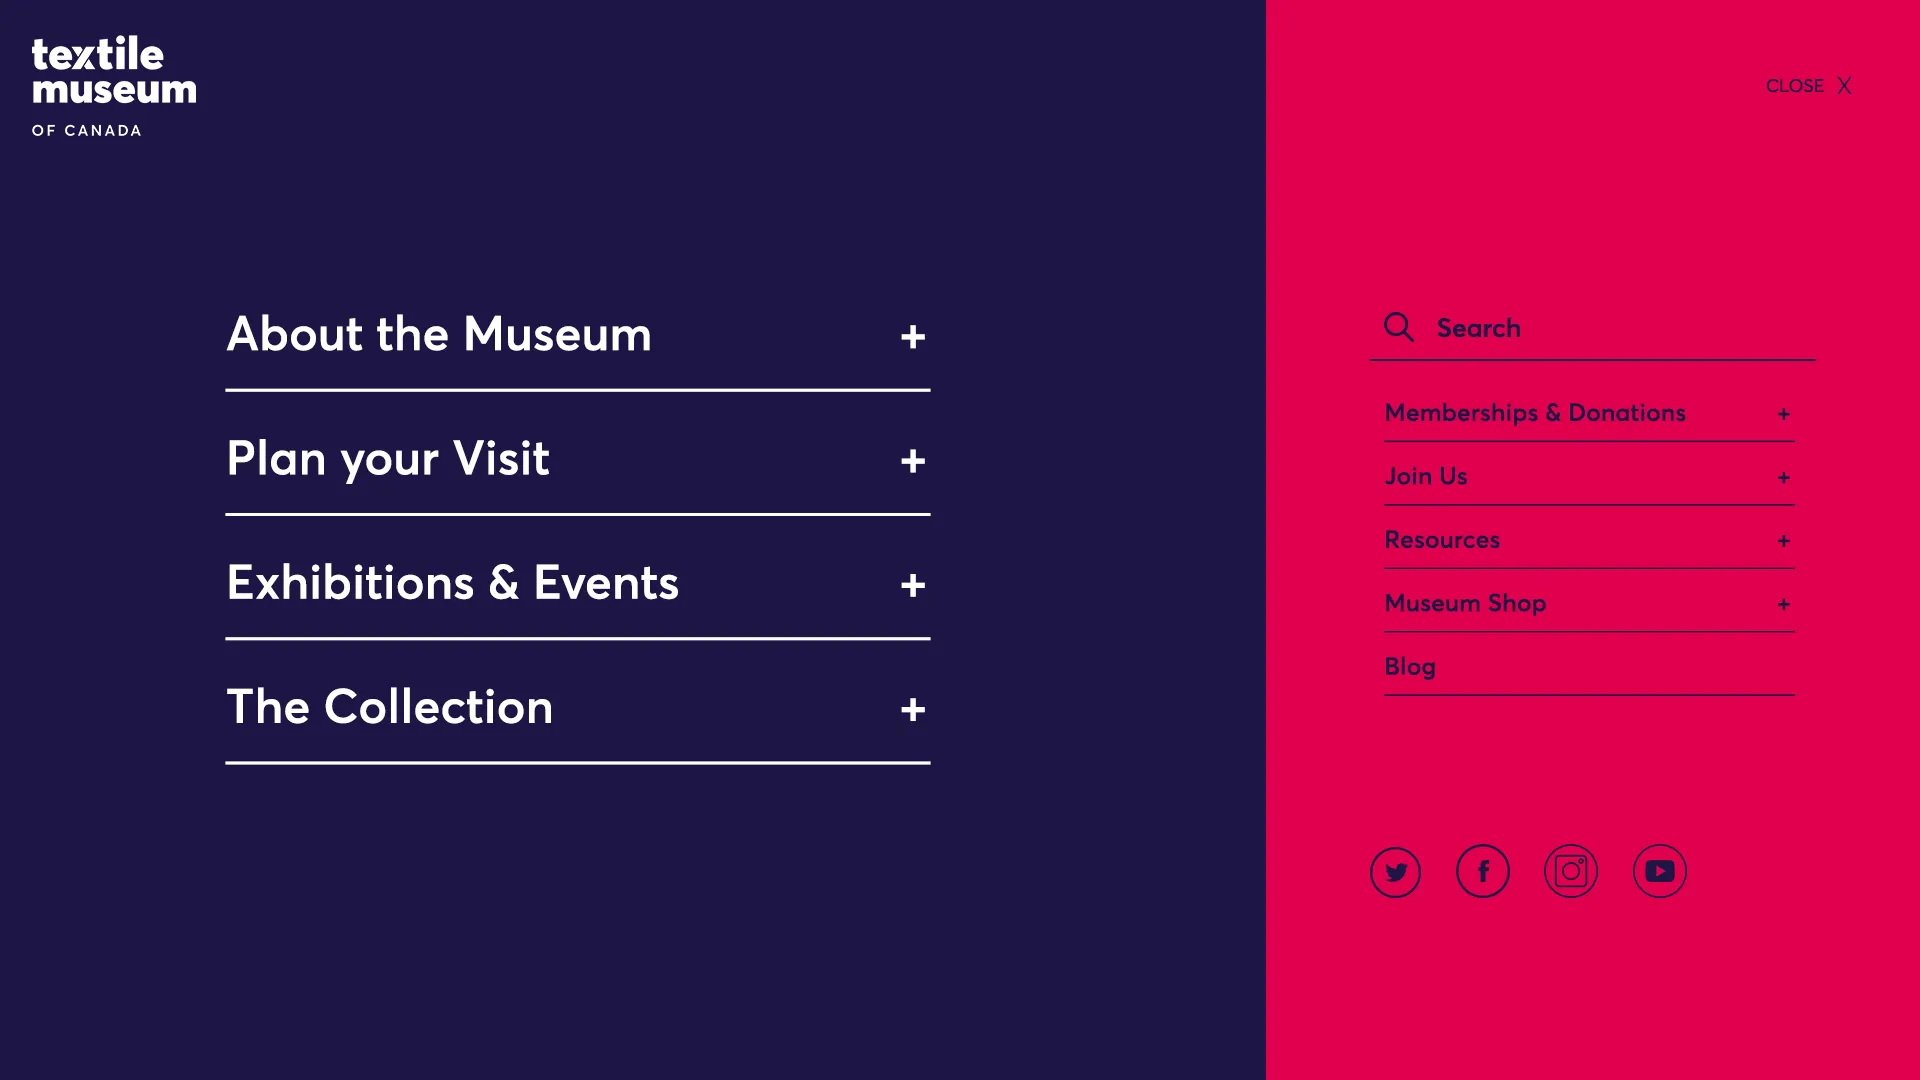 textile
museum
OF CANADA
About the Museum +
Plan your Visit +
Exhibitions & Events +
The Collection +
CLOSE X
Search
Memberships & Donations +
Join Us +
Resources +
Museum Shop +
Blog